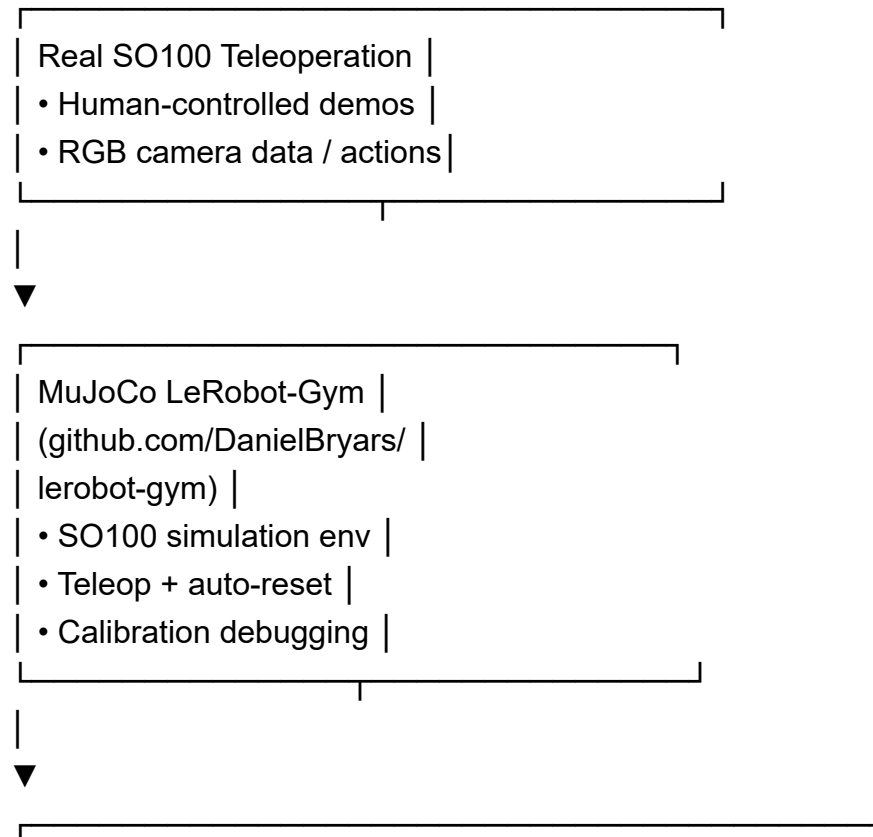 ┌─────────────────────────────┐
│ Real SO100 Teleoperation │
│ • Human-controlled demos │
│ • RGB camera data / actions│
└───────────────┬──────────────┘
│
▼
┌───────────────────────────┐
│ MuJoCo LeRobot-Gym │
│ (github.com/DanielBryars/ │
│ lerobot-gym) │
│ • SO100 simulation env │
│ • Teleop + auto-reset │
│ • Calibration debugging │
└──────────────┬──────────────┘
│
▼
┌───────────────────────────────────